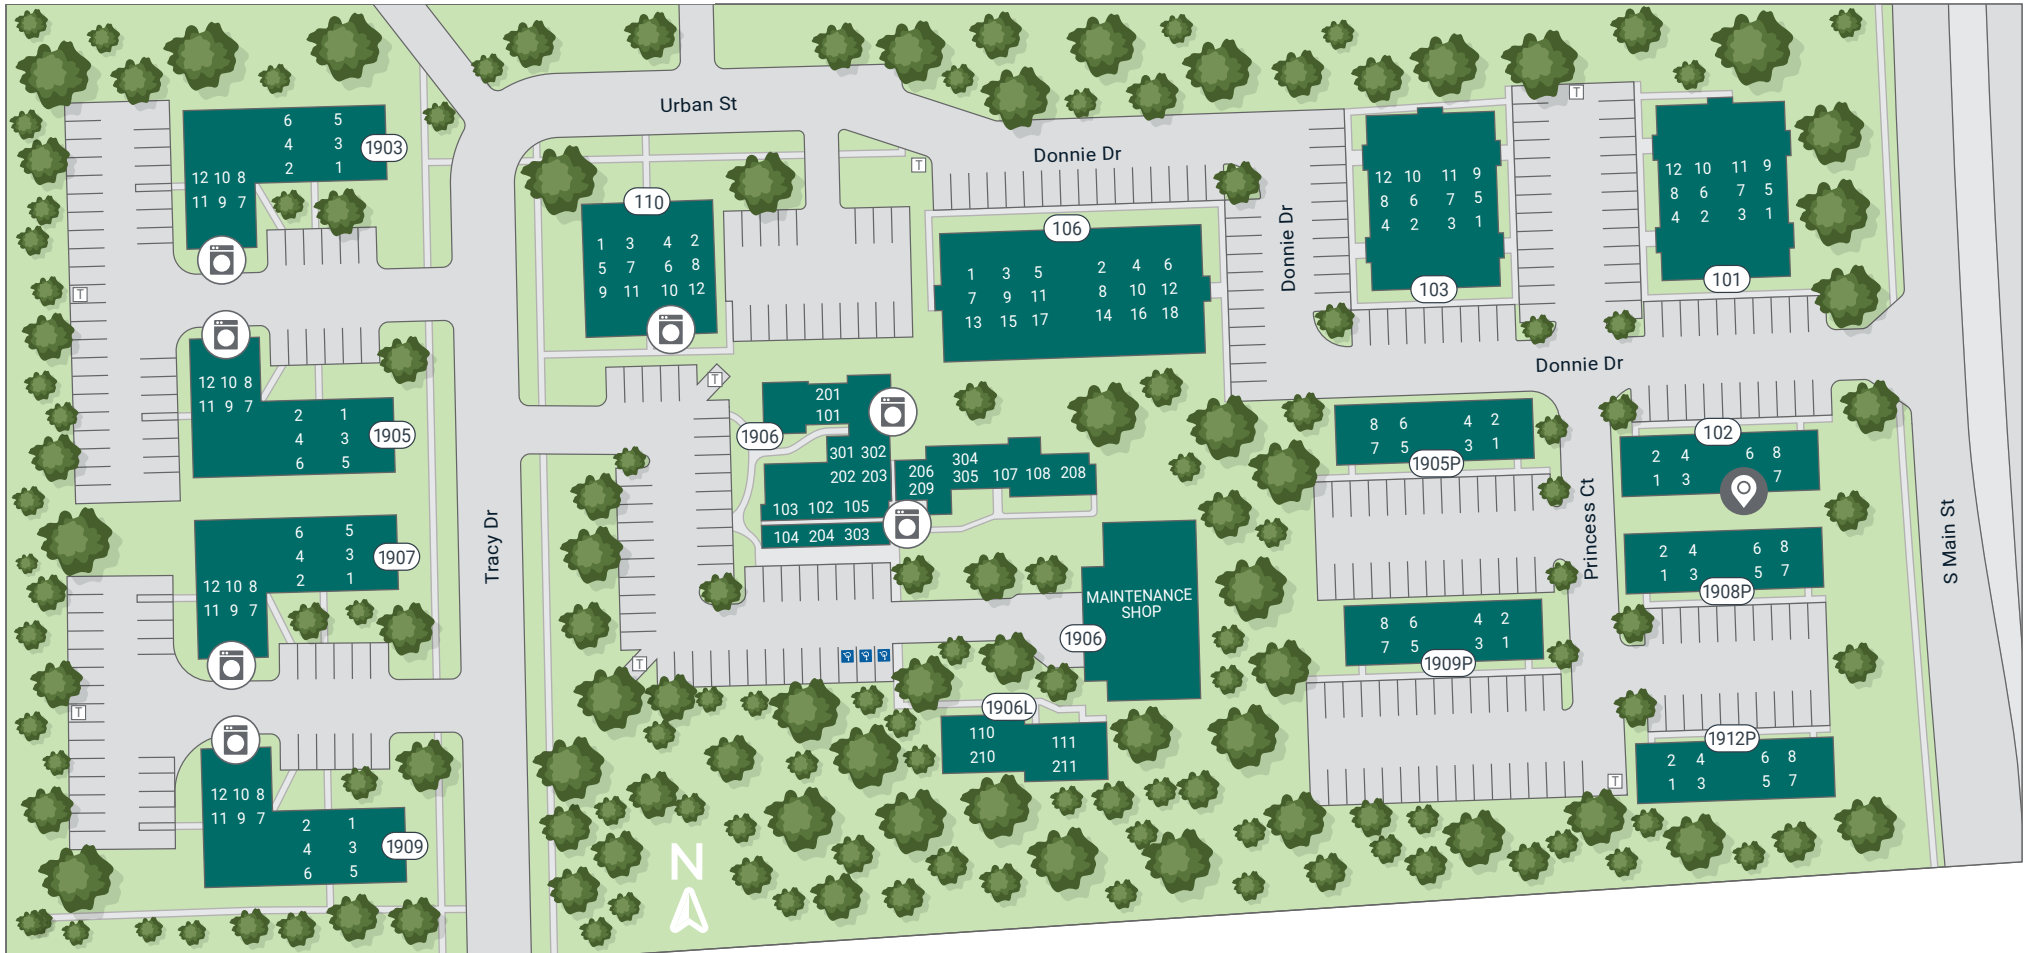 Urban St
Donnie Dr
Donnie Dr
Donnie Dr
Tracy Dr
Princess Ct
S Main St
T
6 5
4 3
2 1
12 10 8
11 9 7
1903
T
12 10 8
11 9 7
2 1
4 3
6 5
1905
6 5
4 3
2 1
12 10 8
11 9 7
1907
T
12 10 8
11 9 7
2 1
4 3
6 5
1909
110
1 3 4 2
5 7 6 8
9 11 10 12
T
106
1 3 5 2 4 6
7 9 11 8 10 12
13 15 17 14 16 18
12 10 11 9
8 6 7 5
4 2 3 1
103
T
12 10 11 9
8 6 7 5
4 2 3 1
101
T
201
101
1906
301 302
202 203
103 102 105
104 204 303
206 304
209 305 107 108 208
MAINTENANCE
SHOP
1906
T
1906L
110 111
210 211
8 6 4 2
7 5 3 1
1905P
102
2 4 6 8
1 3 7
2 4 6 8
1 3 5 7
1908P
8 6 4 2
7 5 3 1
1909P
1912P
2 4 6 8
1 3 5 7
T
N